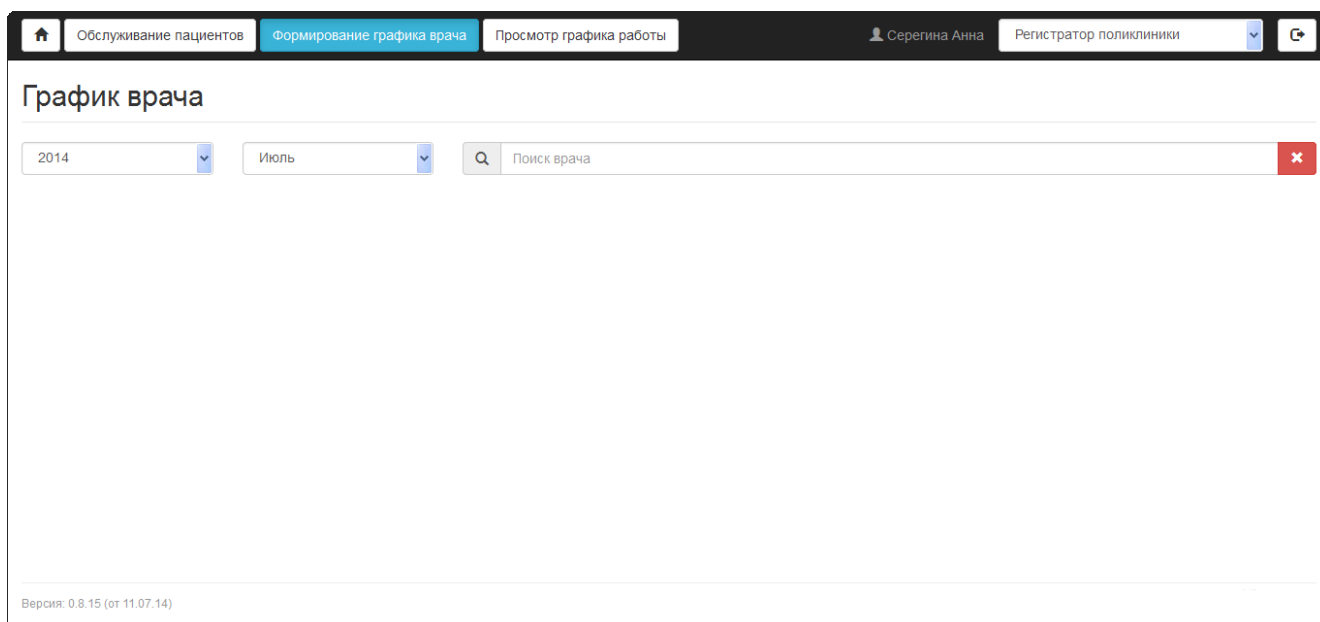 Обслуживание пациентов Формирование графика врача Просмотр графика работы Серегина Анна Регистратор поликлиники
График врача
2014 Июль Поиск врача
Версия: 0.8.15 (от 11.07.14)